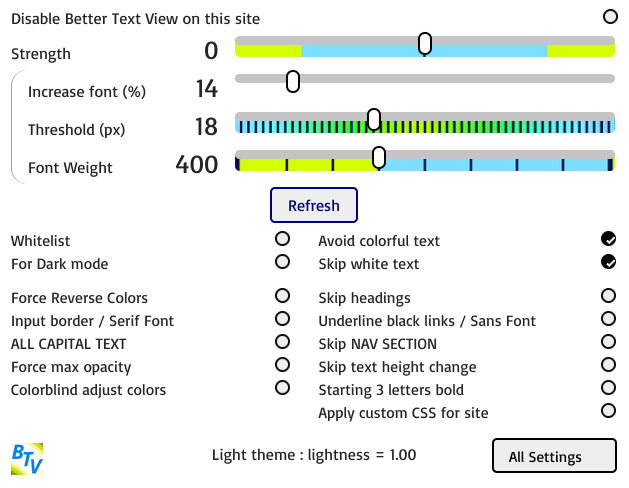 Disable Better Text View on this site
Strength 0
Increase font (%) 14
Threshold (px) 18
Font Weight 400
Refresh
Whitelist Avoid colorful text
For Dark mode Skip white text
Force Reverse Colors Skip headings
Input border / Serif Font Underline black links / Sans Font
ALL CAPITAL TEXT Skip NAV SECTION
Force max opacity Skip text height change
Colorblind adjust colors Starting 3 letters bold
Apply custom CSS for site
BTV Light theme : lightness = 1.00 All Settings